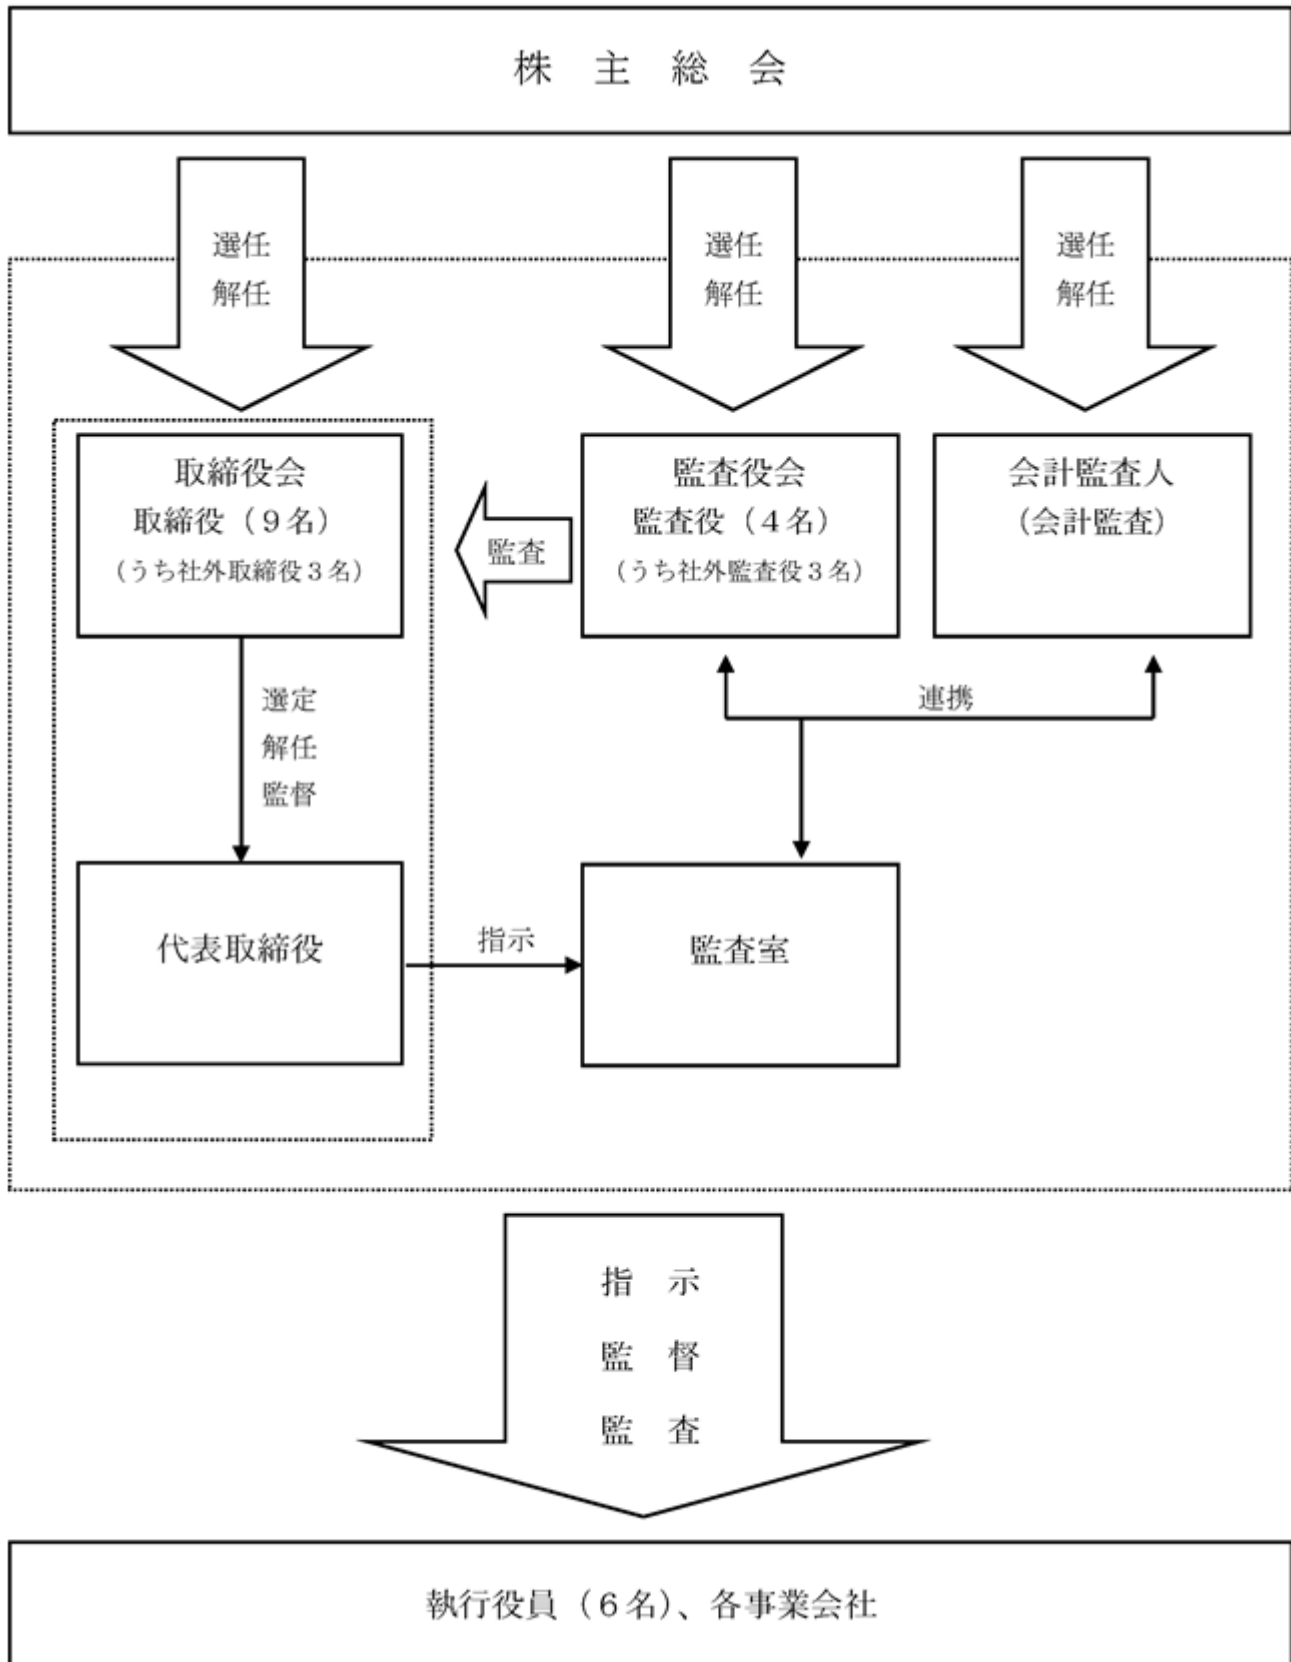 株 主 総 会
選任
解任
選任
解任
選任
解任
取締役会
取締役（９名）
（うち社外取締役３名）
監査
監査役会
監査役（４名）
（うち社外監査役３名）
会計監査人
（会計監査）
選定
解任
監督
連携
代表取締役
指示
監査室
指 示
監 督
監 査
執行役員（６名）、各事業会社